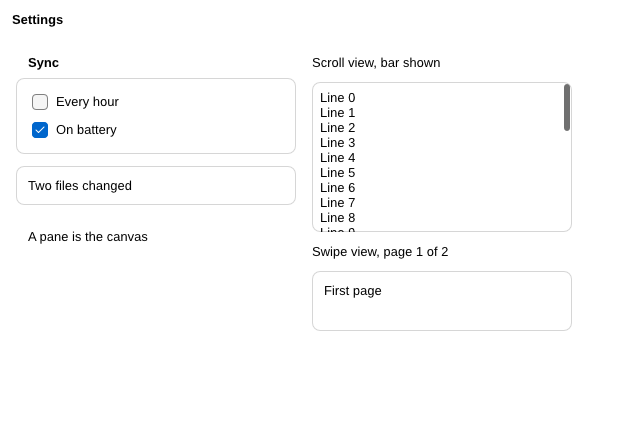 Settings
Sync
Every hour
On battery
Two files changed
A pane is the canvas
Scroll view, bar shown
Line 0
Line 1
Line 2
Line 3
Line 4
Line 5
Line 6
Line 7
Line 8
Line 9
Swipe view, page 1 of 2
First page